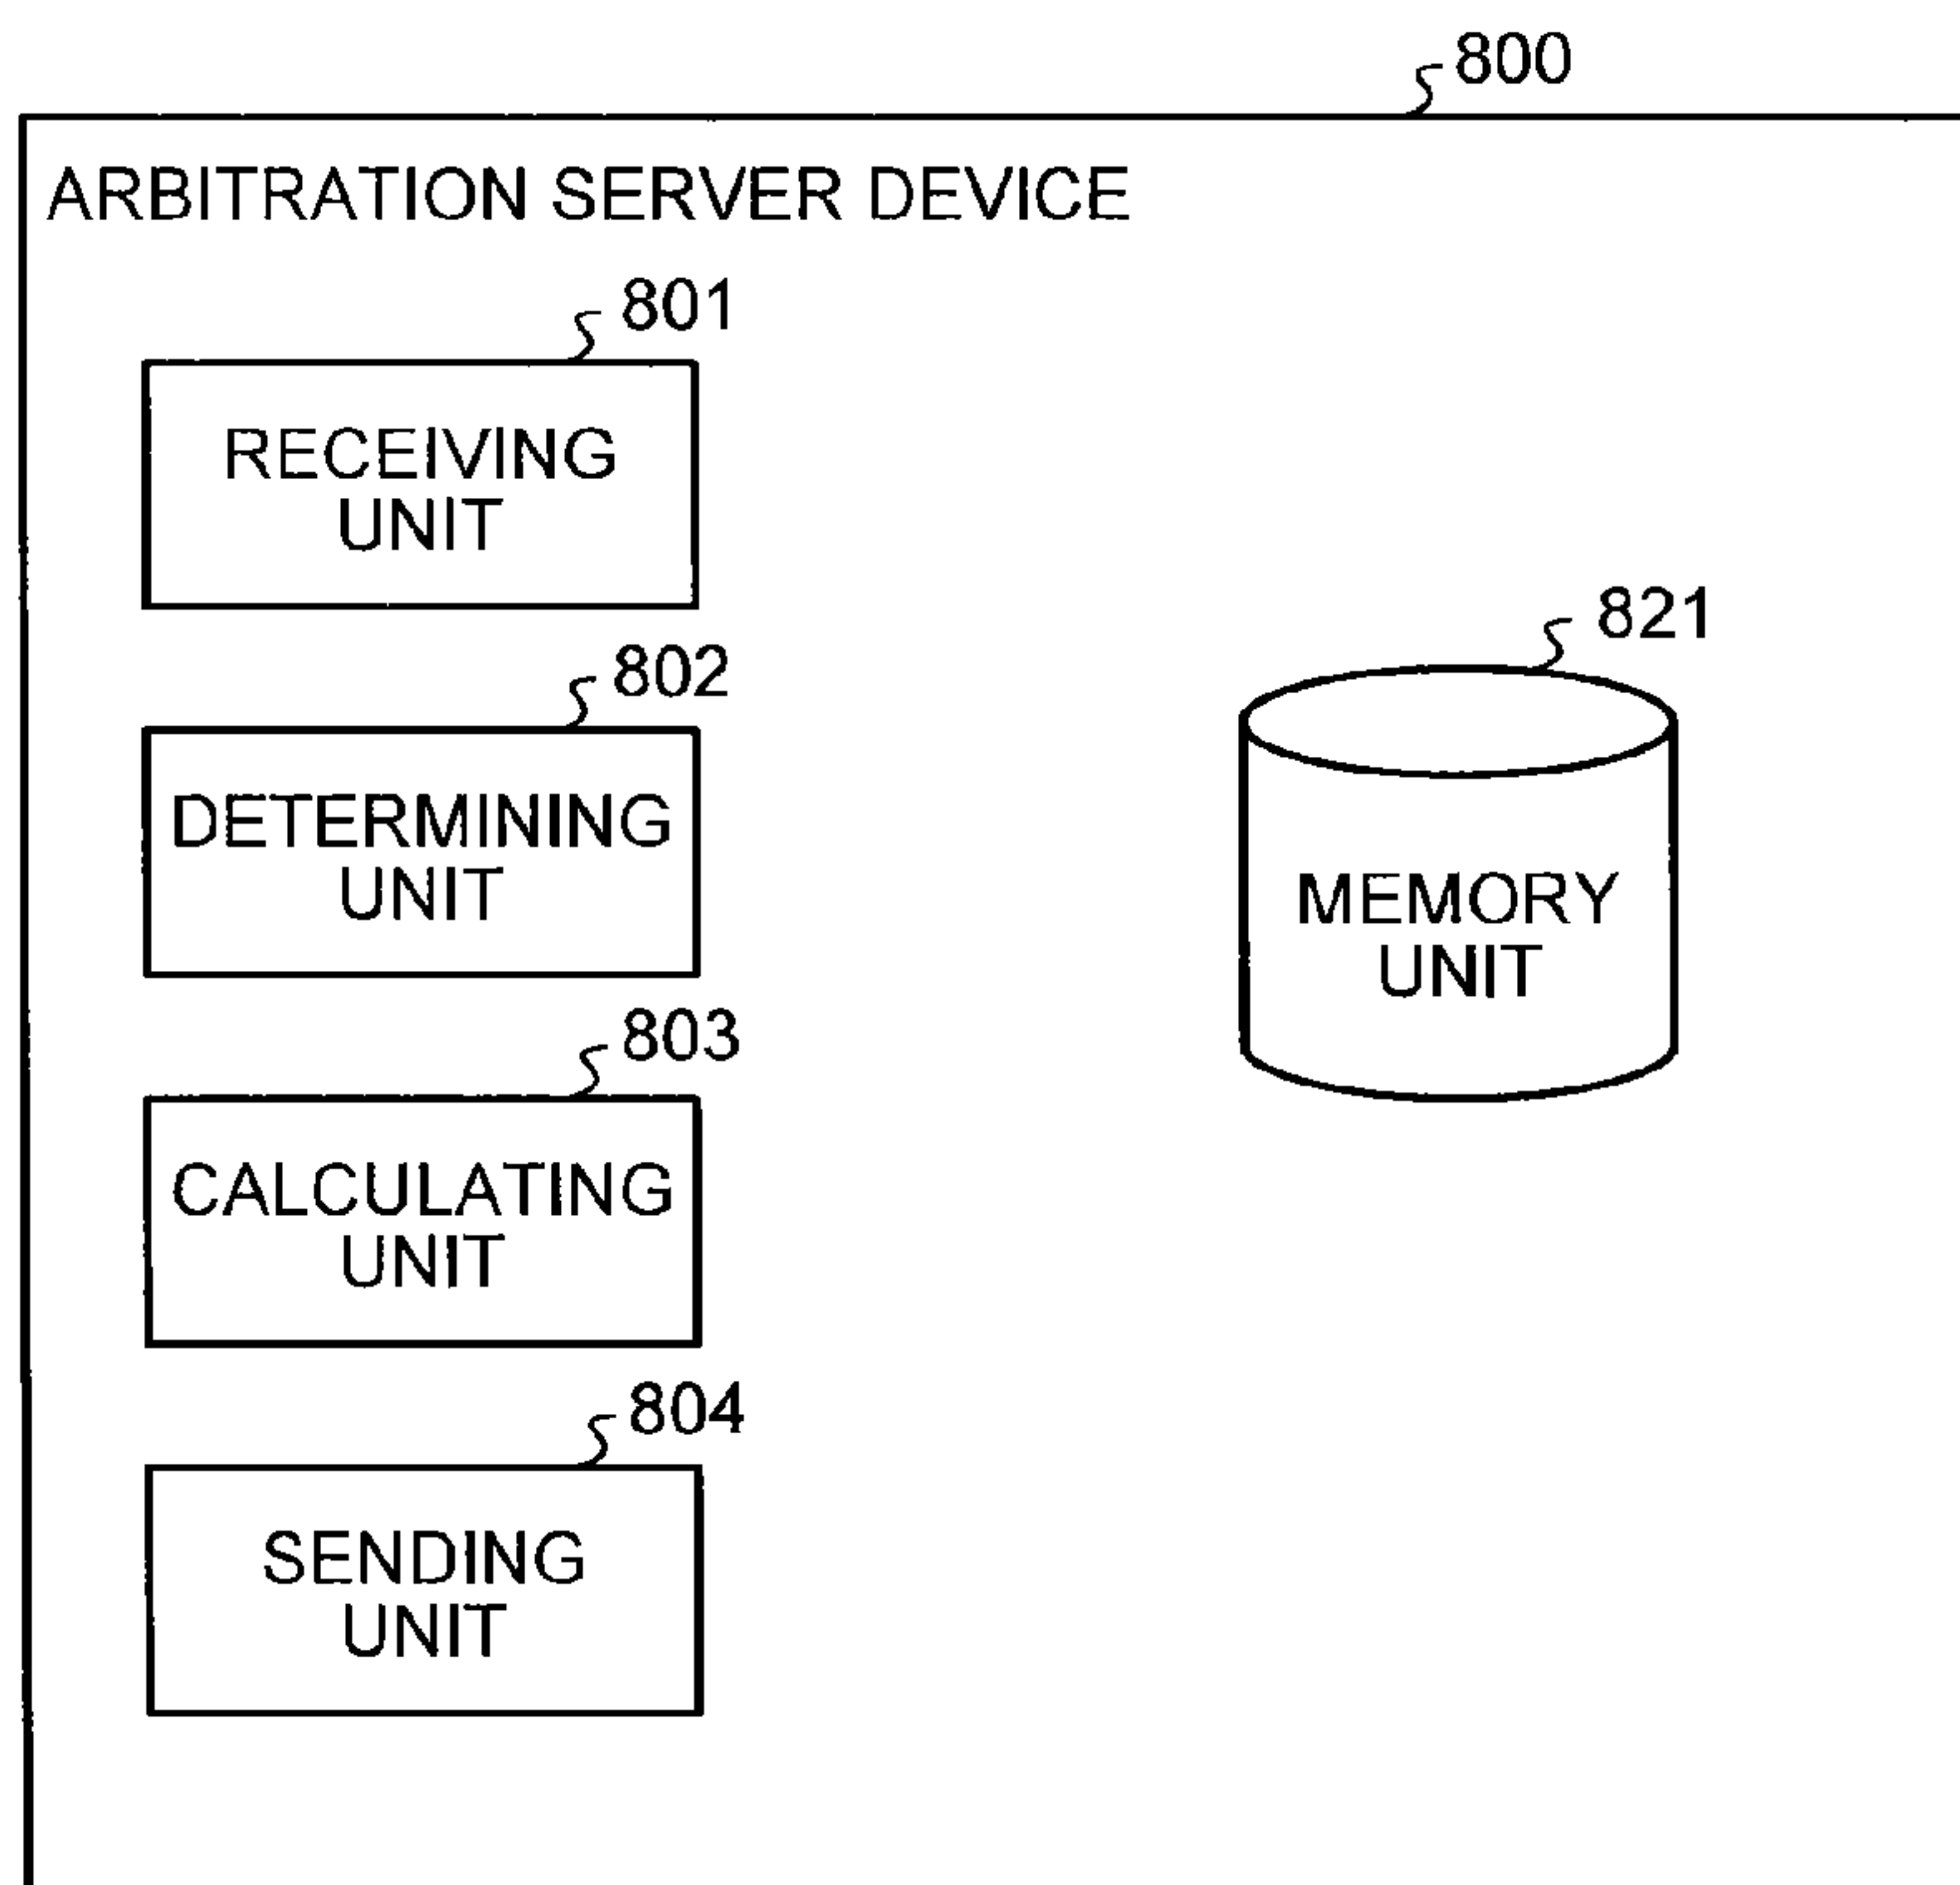 800
ARBITRATION SERVER DEVICE
801
RECEIVING
UNIT
802
DETERMINING
UNIT
803
CALCULATING
UNIT
804
SENDING
UNIT
821
MEMORY
UNIT